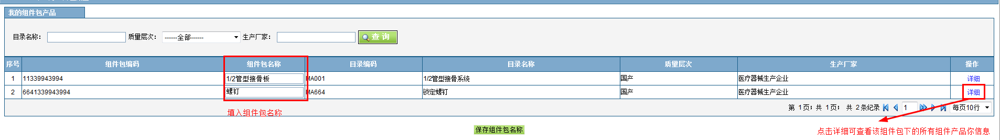 我的组件包产品
目录名称： 质量层次： ------全部------ 生产厂家： 查 询
序号 组件包编码 组件包名称 目录编码 目录名称 质量层次 生产厂家 操作
1 11339943994 1/2管型接骨板 MA001 1/2管型接骨系统 国产 医疗器械生产企业 详细
2 6641339943994 螺钉 MA664 锁定螺钉 国产 医疗器械生产企业 详细
第 1页；共 1页； 共 2条纪录 1 每页10行
填入组件包名称
保存组件包名称
点击详细可查看该组件包下的所有组件产品你信息